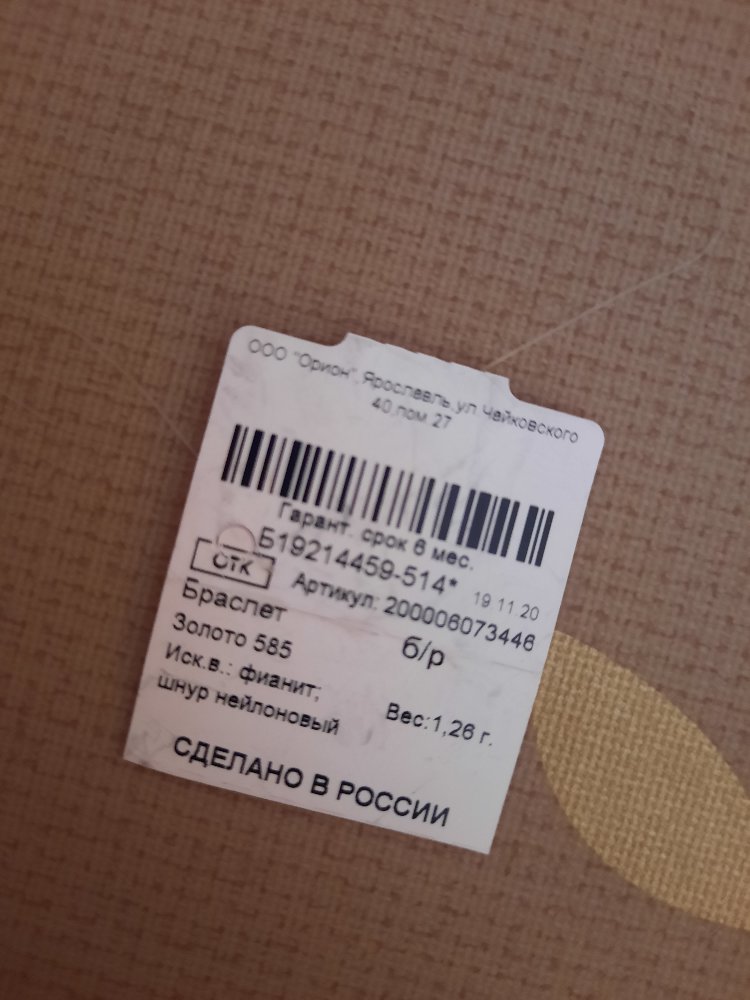 ООО "Орион", Ярославль, ул. Чайковского
40, пом. 27
Гарант. срок 6 мес.
Б19214459-514*
19.11.20
ОТК
Артикул: 200006073446
Браслет
б/р
Золото 585
Иск.в.: фианит;
шнур нейлоновый
Вес:1,26 г.
СДЕЛАНО В РОССИИ